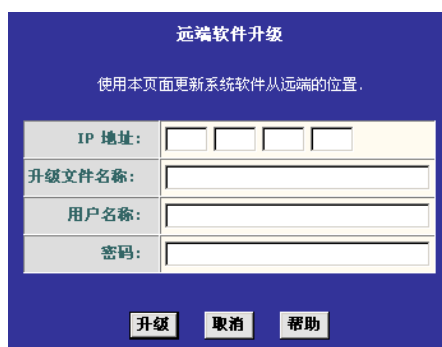 远端软件升级
使用本页面更新系统软件从远端的位置.
IP 地址:
升级文件名称:
用户名称:
密码:
升级 取消 帮助